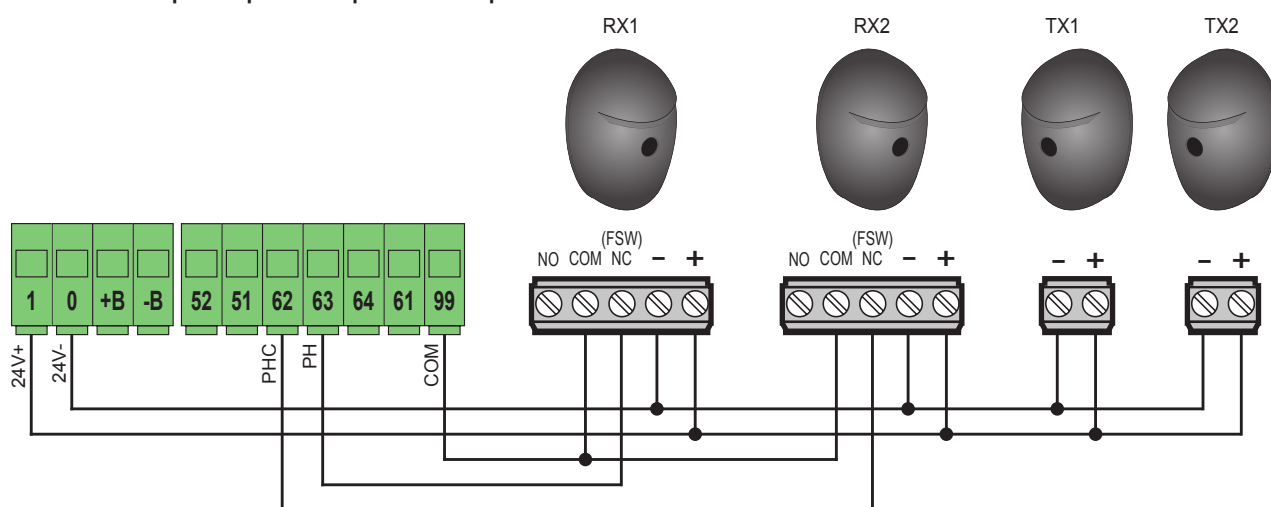 RX1 RX2 TX1 TX2
(FSW) (FSW)
NO COM NC - + NO COM NC - + - + - +
1 0 +B -B 52 51 62 63 64 61 99
24V+ 24V- PHC PH COM